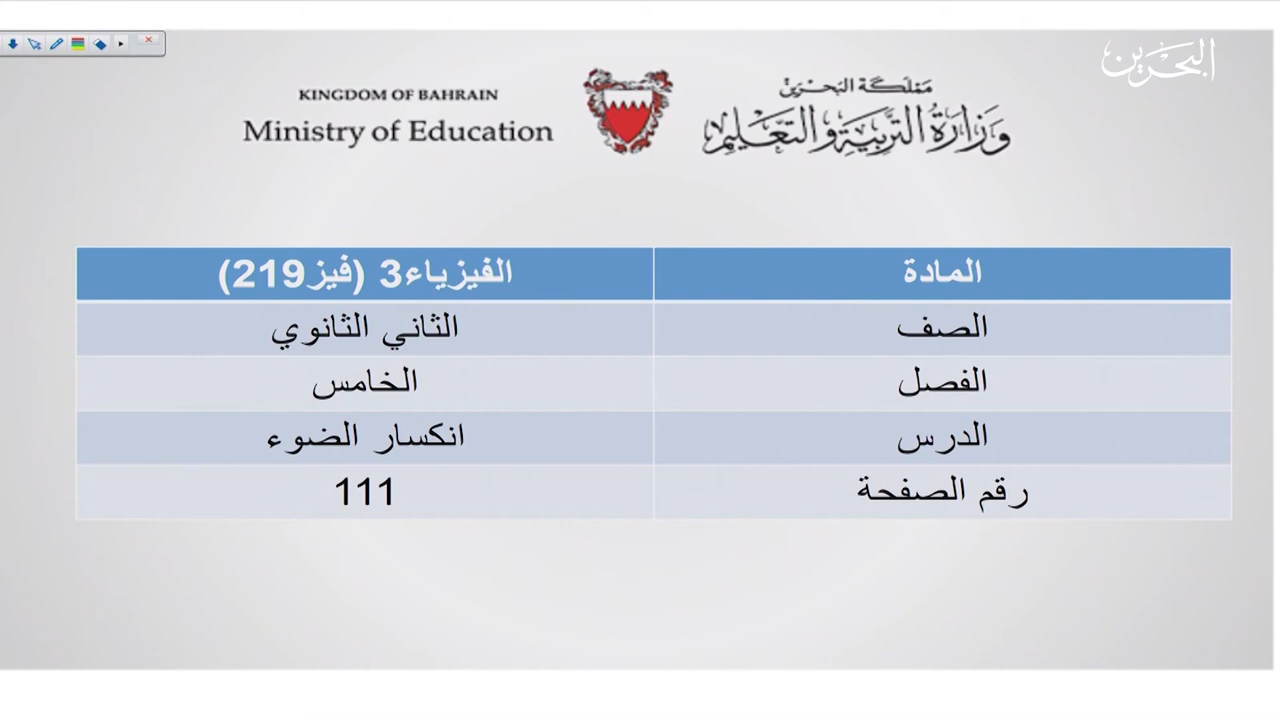 البحرين
KINGDOM OF BAHRAIN
Ministry of Education
مملكة البحرين
وزارة التربية والتعليم
المادة الفيزياء3 (فيز219)
الصف الثاني الثانوي
الفصل الخامس
الدرس انكسار الضوء
رقم الصفحة 111